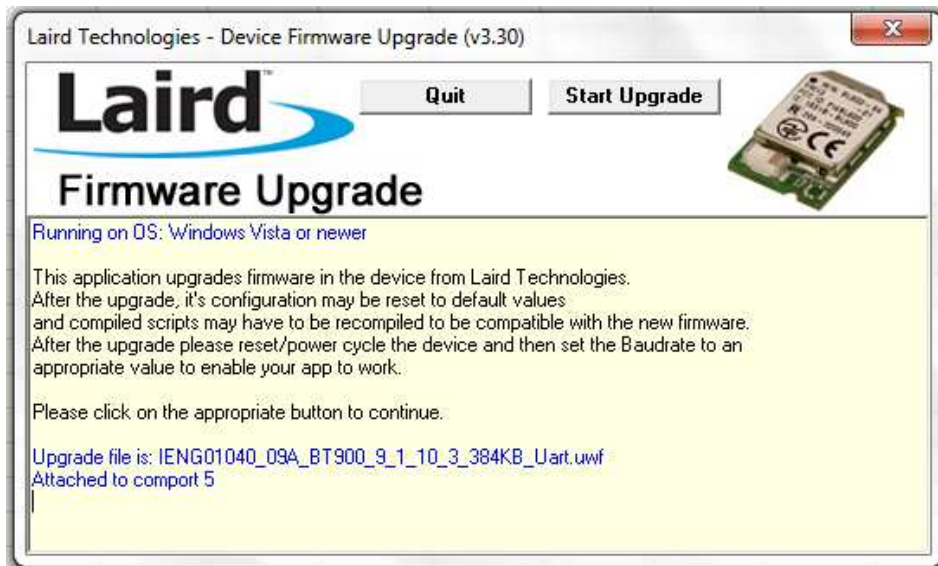 Laird Technologies - Device Firmware Upgrade (v3.30)
Laird™
Quit
Start Upgrade
Firmware Upgrade
Running on OS: Windows Vista or newer
This application upgrades firmware in the device from Laird Technologies.
After the upgrade, it's configuration may be reset to default values
and compiled scripts may have to be recompiled to be compatible with the new firmware.
After the upgrade please reset/power cycle the device and then set the Baudrate to an
appropriate value to enable your app to work.
Please click on the appropriate button to continue.
Upgrade file is: IENG01040_09A_BT900_9_1_10_3_384KB_Uart.uwf
Attached to comport 5